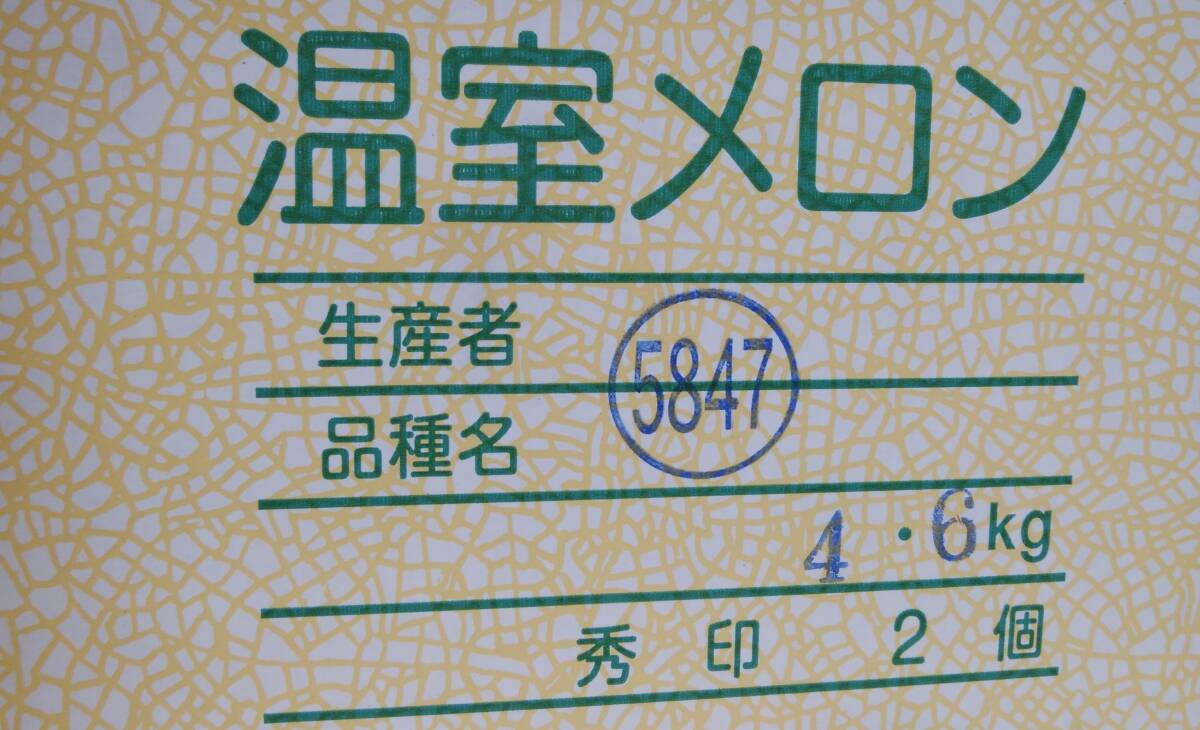 温室メロン
生産者 5847
品種名
4・6kg
秀印 2個